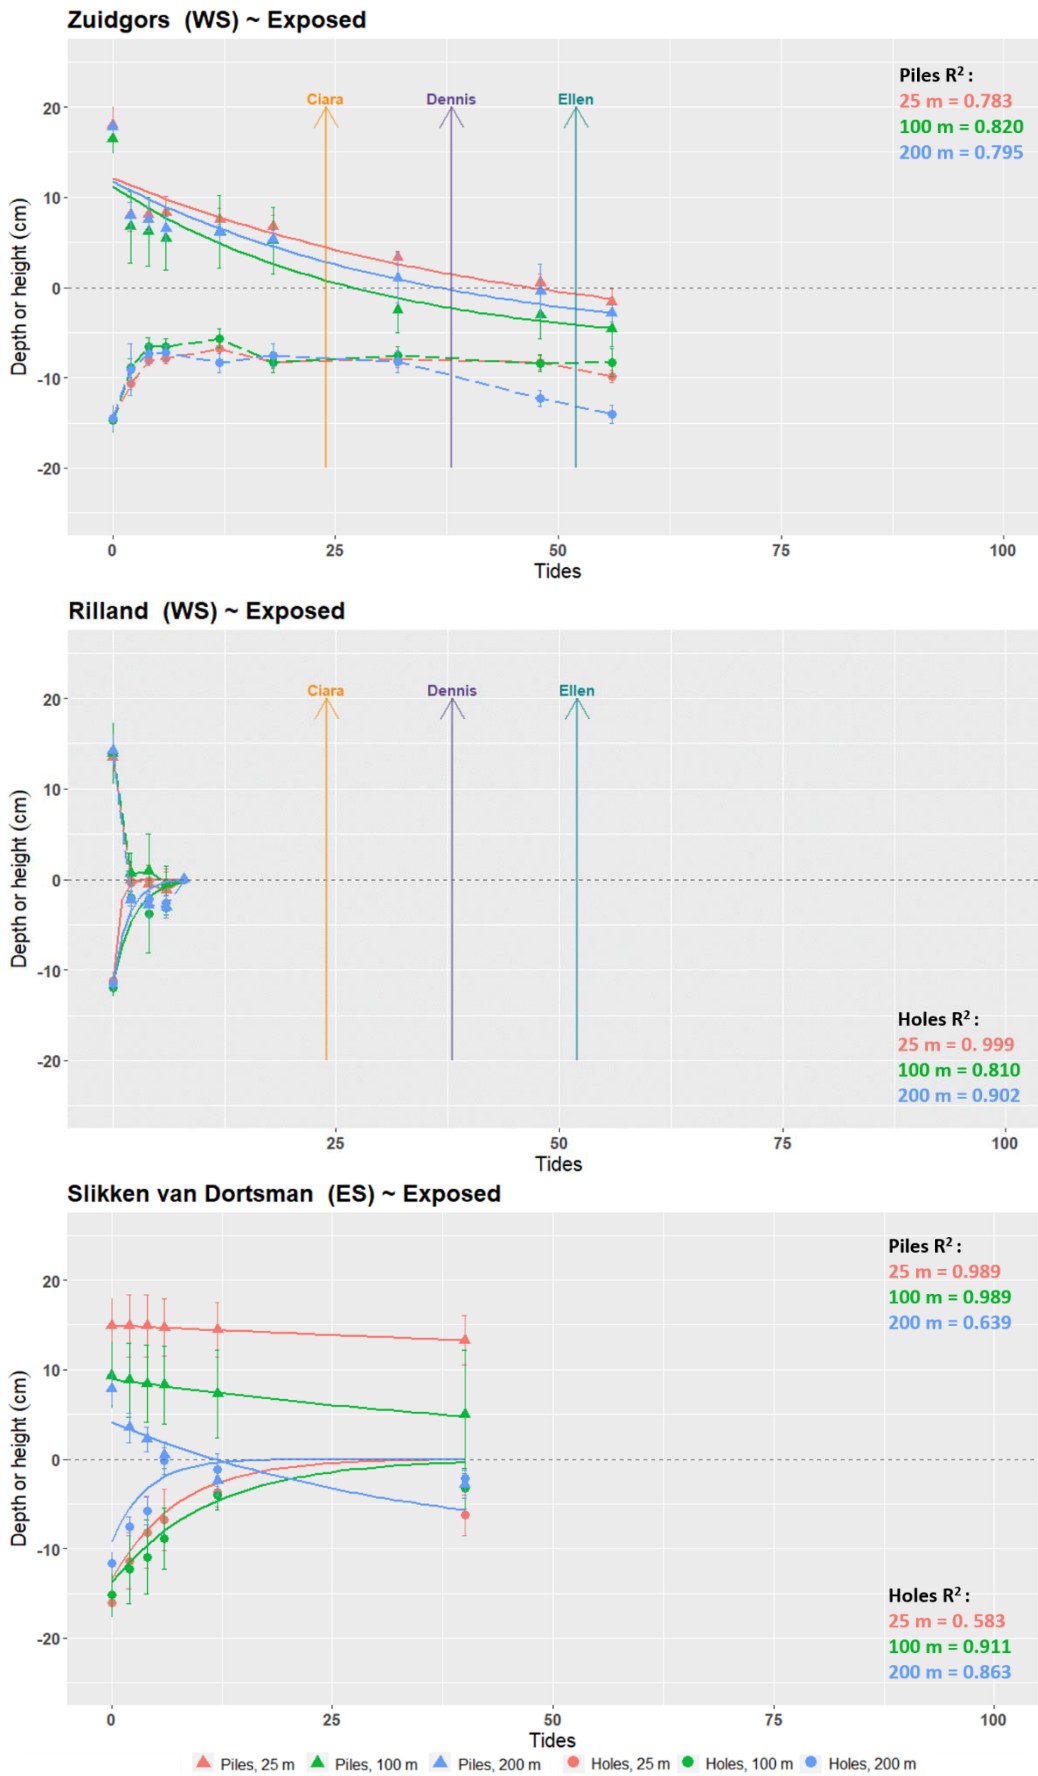 Zuidgors (WS) ~ Exposed
Ciara
Dennis
Ellen
Piles R²:
25 m = 0.783
100 m = 0.820
200 m = 0.795
Depth or height (cm)
20
10
0
-10
-20
0
25
50
75
100
Tides
Rilland (WS) ~ Exposed
Ciara
Dennis
Ellen
Depth or height (cm)
20
10
0
-10
-20
Holes R²:
25 m = 0. 999
100 m = 0.810
200 m = 0.902
25
50
75
100
Tides
Slikken van Dortsman (ES) ~ Exposed
Piles R²:
25 m = 0.989
100 m = 0.989
200 m = 0.639
Depth or height (cm)
20
10
0
-10
-20
Holes R²:
25 m = 0. 583
100 m = 0.911
200 m = 0.863
0
25
50
75
100
Tides
Piles, 25 m
Piles, 100 m
Piles, 200 m
Holes, 25 m
Holes, 100 m
Holes, 200 m